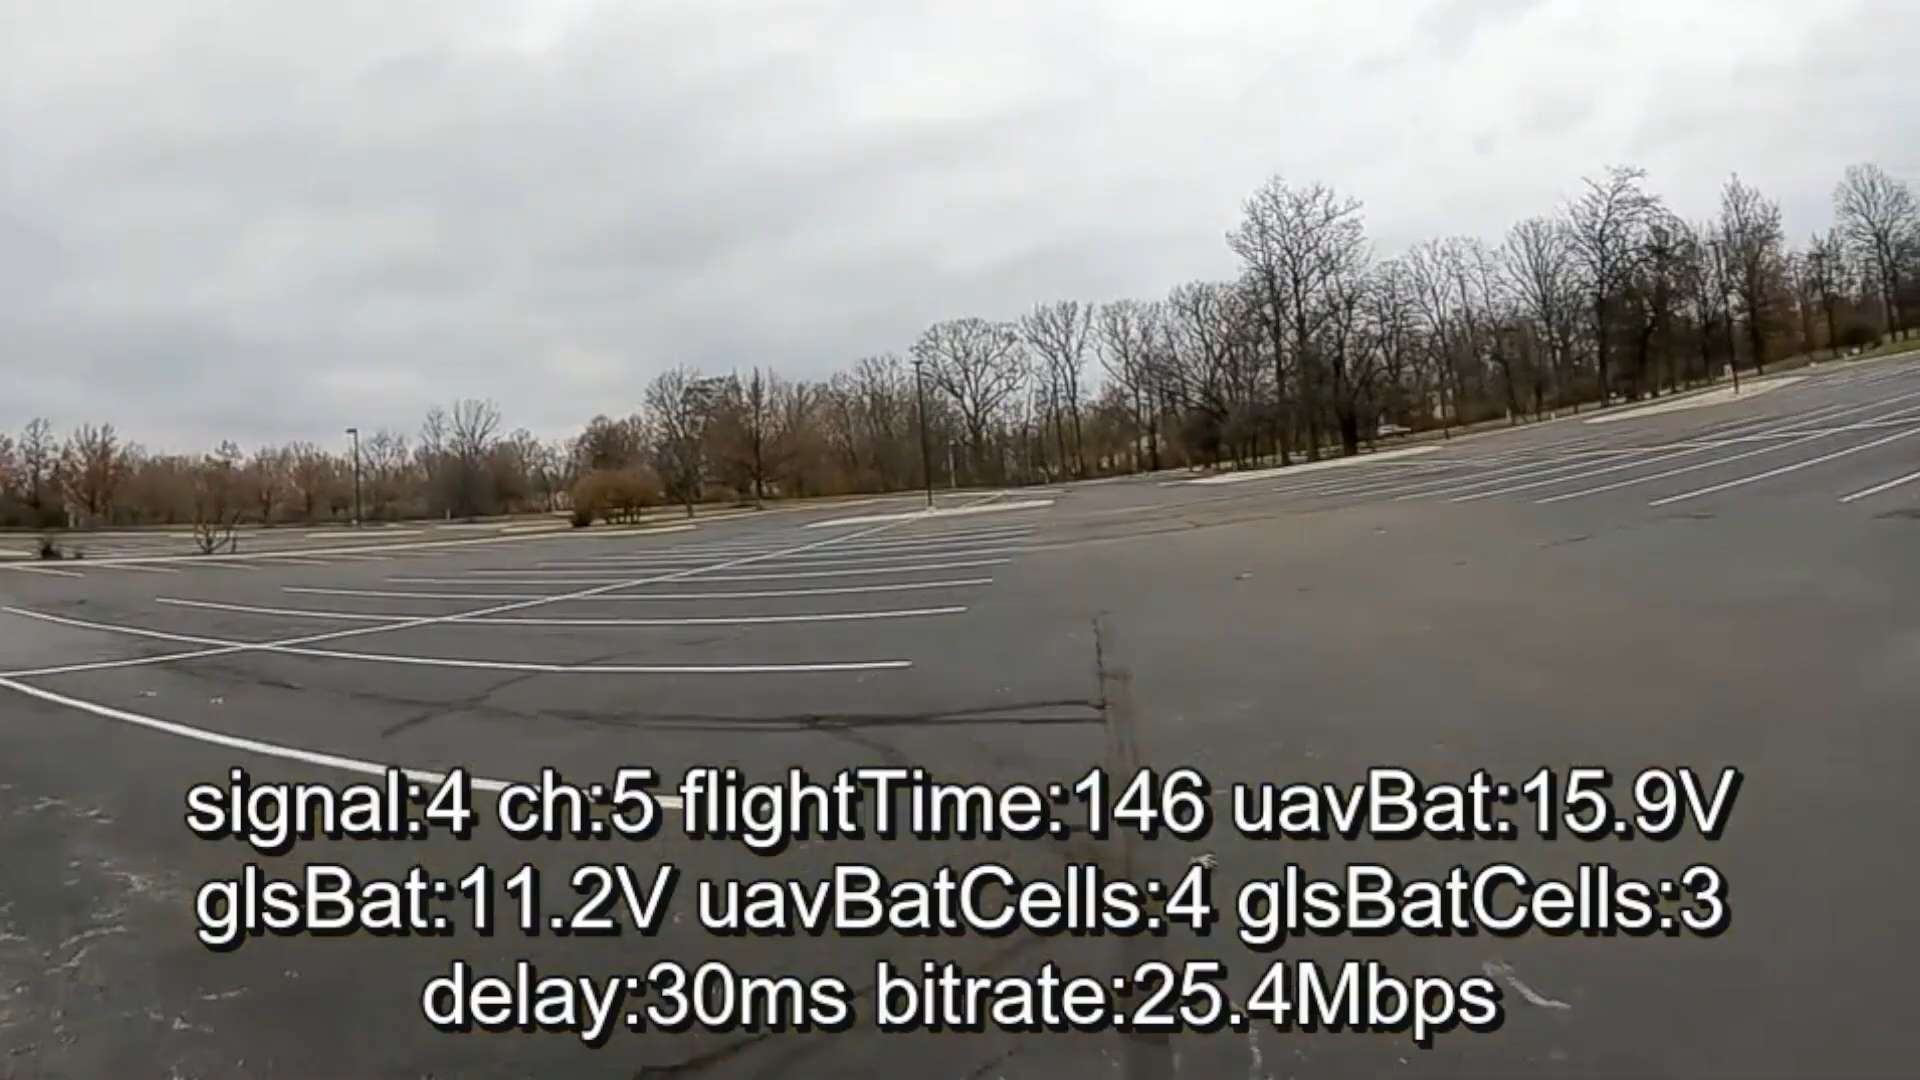 signal:4 ch:5 flightTime:146 uavBat:15.9V
glsBat:11.2V uavBatCells:4 glsBatCells:3
delay:30ms bitrate:25.4Mbps